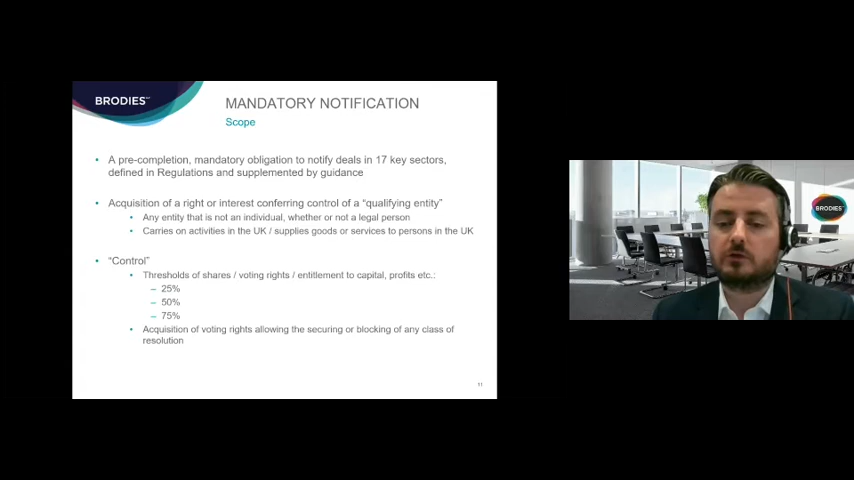 BRODIES LLP
MANDATORY NOTIFICATION
Scope
• A pre-completion, mandatory obligation to notify deals in 17 key sectors,
defined in Regulations and supplemented by guidance
• Acquisition of a right or interest conferring control of a “qualifying entity”
• Any entity that is not an individual, whether or not a legal person
• Carries on activities in the UK / supplies goods or services to persons in the UK
• “Control”
• Thresholds of shares / voting rights / entitlement to capital, profits etc.:
– 25%
– 50%
– 75%
• Acquisition of voting rights allowing the securing or blocking of any class of
resolution
11
BRODIES